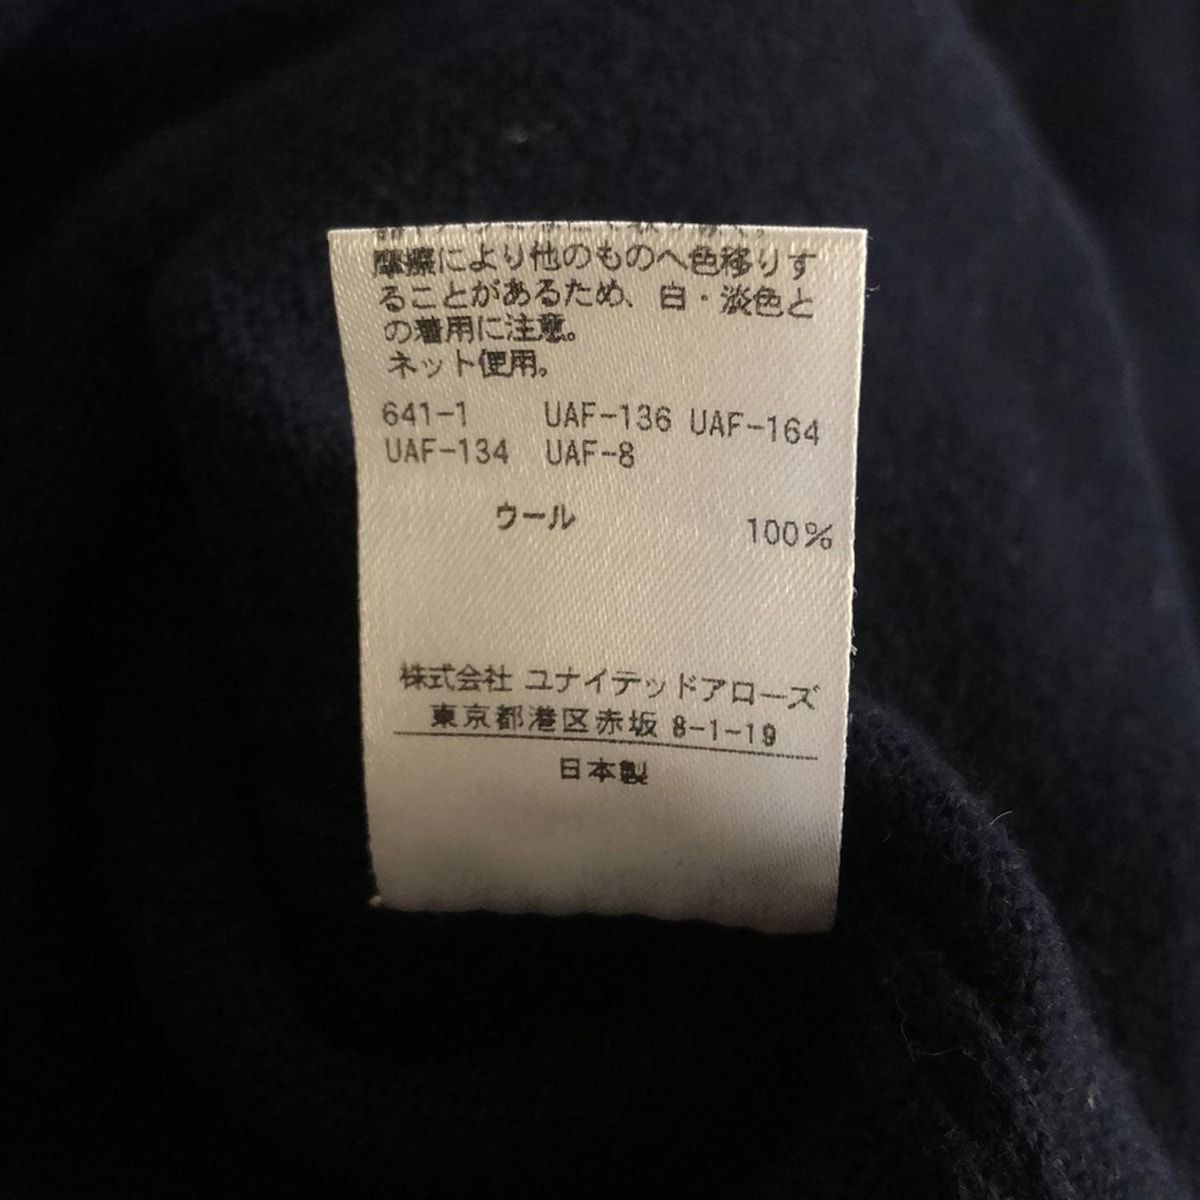 摩擦により他のものへ色移りす
ることがあるため、白・淡色と
の着用に注意。
ネット使用。
641-1 UAF-136 UAF-164
UAF-134 UAF-8
ウール 100%
株式会社 ユナイテッドアローズ
東京都港区赤坂 8-1-19
日本製